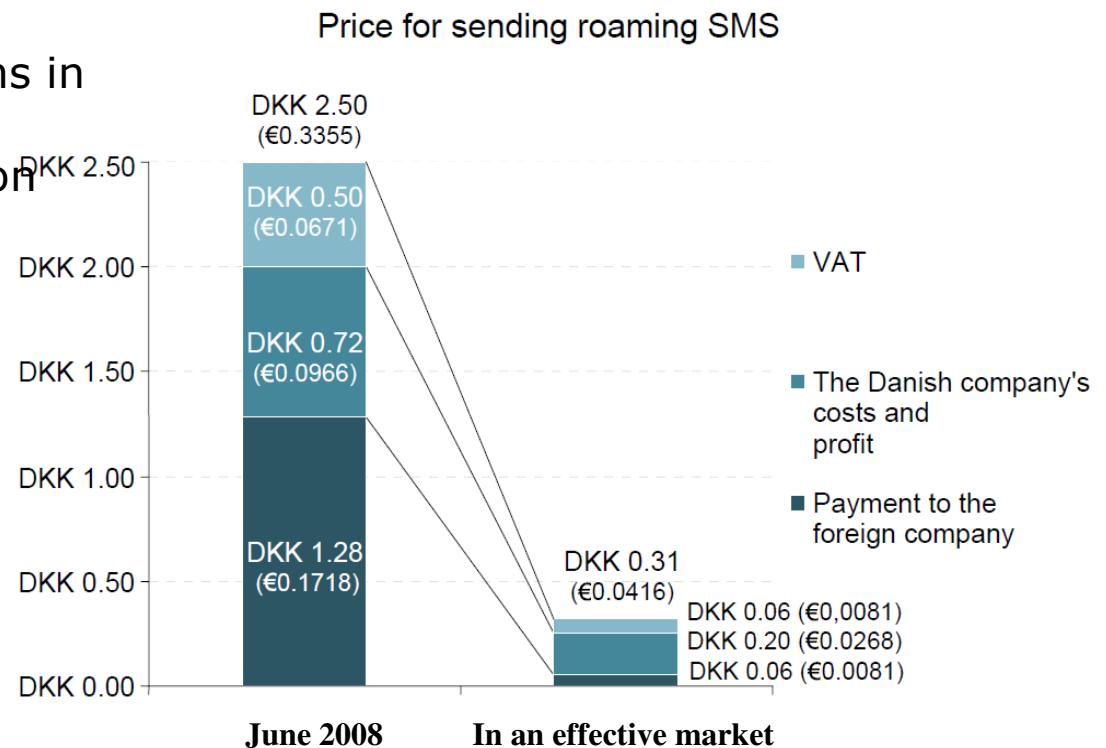 Price for sending roaming SMS
ns in
on
DKK 2.50
(€0.3355)
DKK 2.50
DKK 2.00
DKK 1.50
DKK 1.00
DKK 0.50
DKK 0.00
DKK 0.50
(€0.0671)
DKK 0.72
(€0.0966)
DKK 1.28
(€0.1718)
DKK 0.31
(€0.0416)
DKK 0.06 (€0,0081)
DKK 0.20 (€0.0268)
DKK 0.06 (€0.0081)
VAT
The Danish company's
costs and
profit
Payment to the
foreign company
June 2008
In an effective market